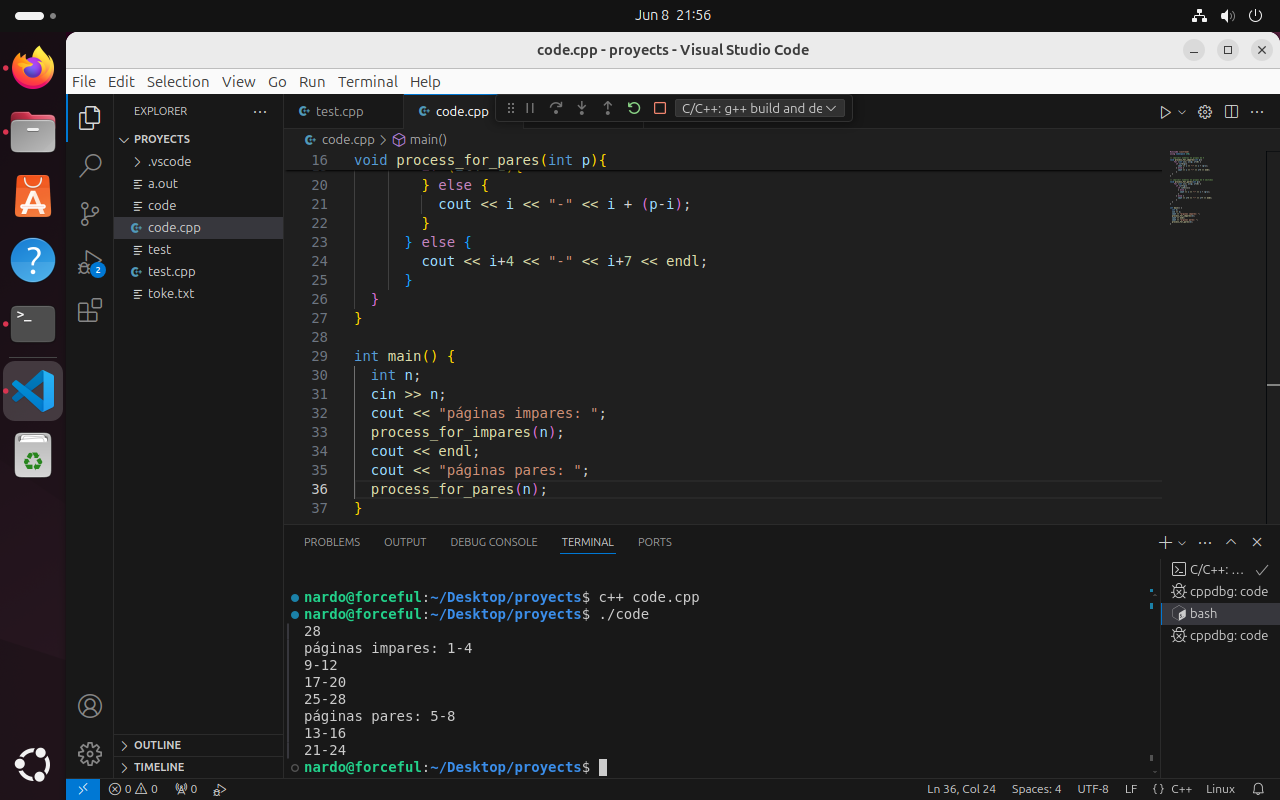 Jun 8 21:56
code.cpp - proyects - Visual Studio Code
File Edit Selection View Go Run Terminal Help
EXPLORER
test.cpp
code.cpp
C/C++: g++ build and de
PROYECTS
code.cpp > main()
.vscode
a.out
code
code.cpp
test
test.cpp
toke.txt
16 void process_for_pares(int p){
20 } else {
21 cout << i << "-" << i + (p-i);
22 }
23 } else {
24 cout << i+4 << "-" << i+7 << endl;
25 }
26 }
27 }
28
29 int main() {
30 int n;
31 cin >> n;
32 cout << "páginas impares: ";
33 process_for_impares(n);
34 cout << endl;
35 cout << "páginas pares: ";
36 process_for_pares(n);
37 }
2
PROBLEMS OUTPUT DEBUG CONSOLE TERMINAL PORTS
nardo@forceful:~/Desktop/proyects$ c++ code.cpp
nardo@forceful:~/Desktop/proyects$ ./code
28
páginas impares: 1-4
9-12
17-20
25-28
páginas pares: 5-8
13-16
21-24
nardo@forceful:~/Desktop/proyects$
C/C++: ...
cppdbg: code
bash
cppdbg: code
OUTLINE
TIMELINE
0 0 0
Ln 36, Col 24 Spaces: 4 UTF-8 LF {} C++ Linux